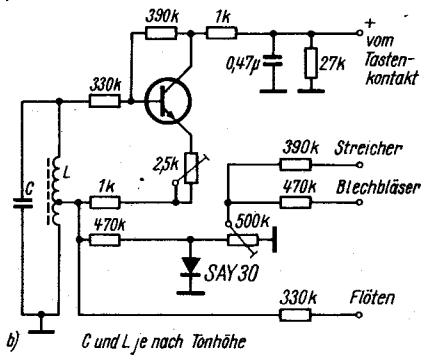 390k
1k
+
vom
Tasten-
kontakt
330k
0,47µ
27k
2,5k
390k
Streicher
470k
Blechbläser
C
L
1k
470k
500k
SAY 30
330k
Flöten
b)
C und L je nach Tonhöhe